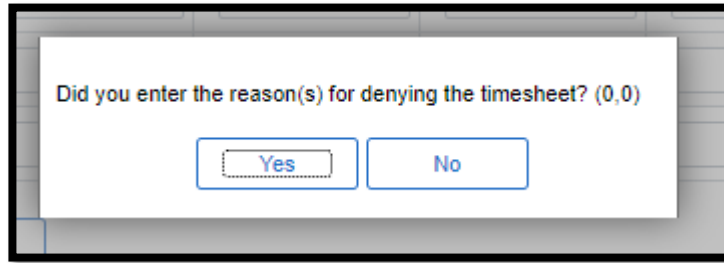 Did you enter the reason(s) for denying the timesheet? (0,0)
Yes
No